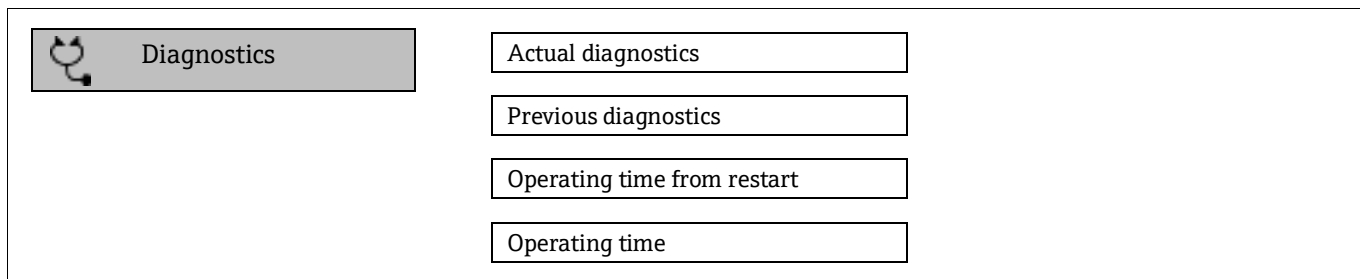 Diagnostics
Actual diagnostics
Previous diagnostics
Operating time from restart
Operating time